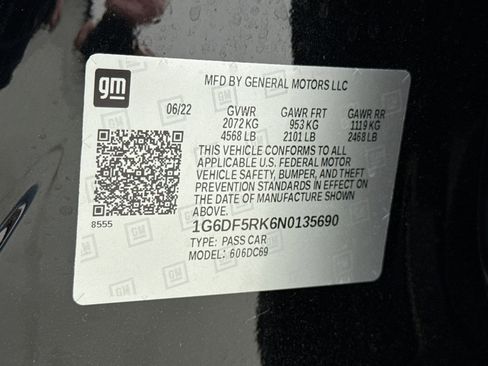 gm
MFD BY GENERAL MOTORS LLC
06/22 GVWR GAWR FRT GAWR RR
2072 KG 953 KG 1119 KG
4568 LB 2101 LB 2468 LB
THIS VEHICLE CONFORMS TO ALL
APPLICABLE U.S. FEDERAL MOTOR
VEHICLE SAFETY, BUMPER, AND THEFT
PREVENTION STANDARDS IN EFFECT ON
THE DATE OF MANUFACTURE SHOWN
ABOVE.
8555
1G6DF5RK6N0135690
TYPE: PASS CAR
MODEL: 606DC69